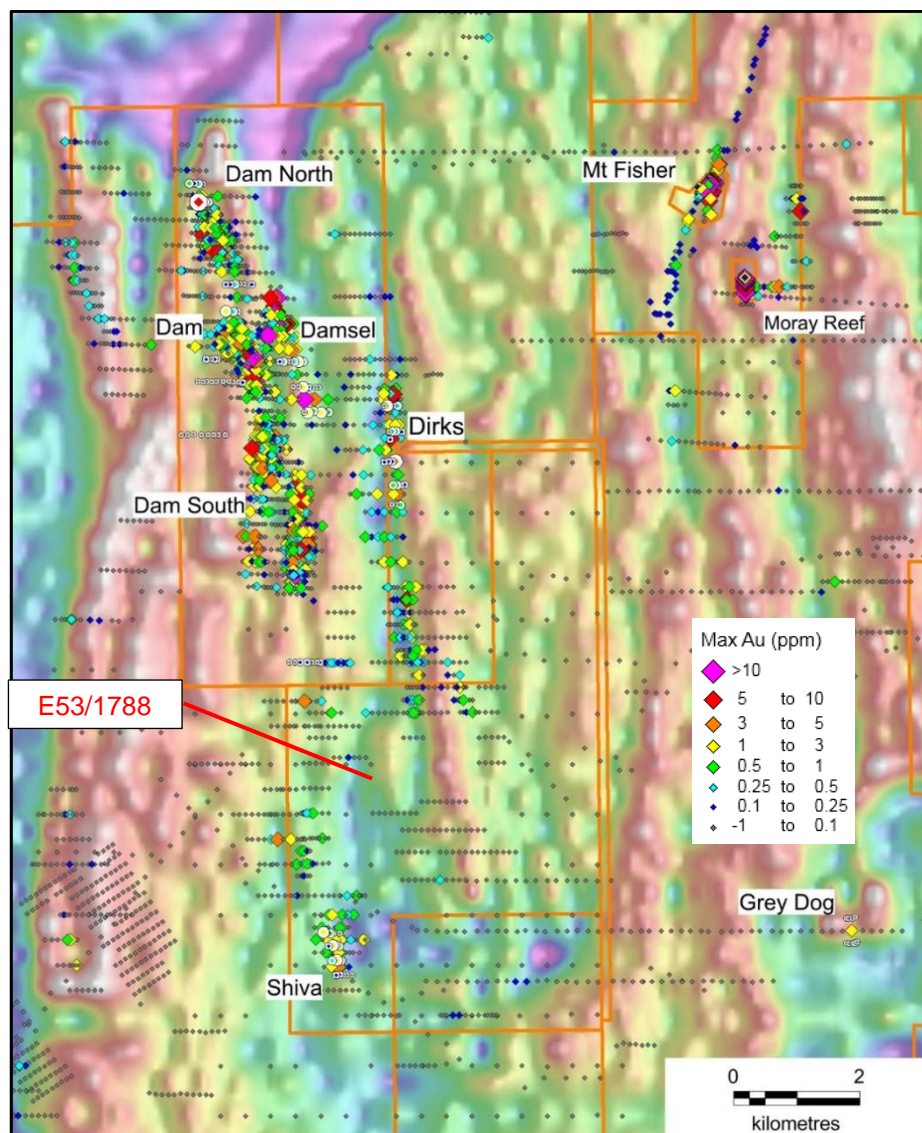 Dam North
Mt Fisher
Dam
Damsel
Moray Reef
Dirks
Dam South
E53/1788
Max Au (ppm)
>10
5 to 10
3 to 5
1 to 3
0.5 to 1
0.25 to 0.5
0.1 to 0.25
-1 to 0.1
Grey Dog
Shiva
0 2
kilometres